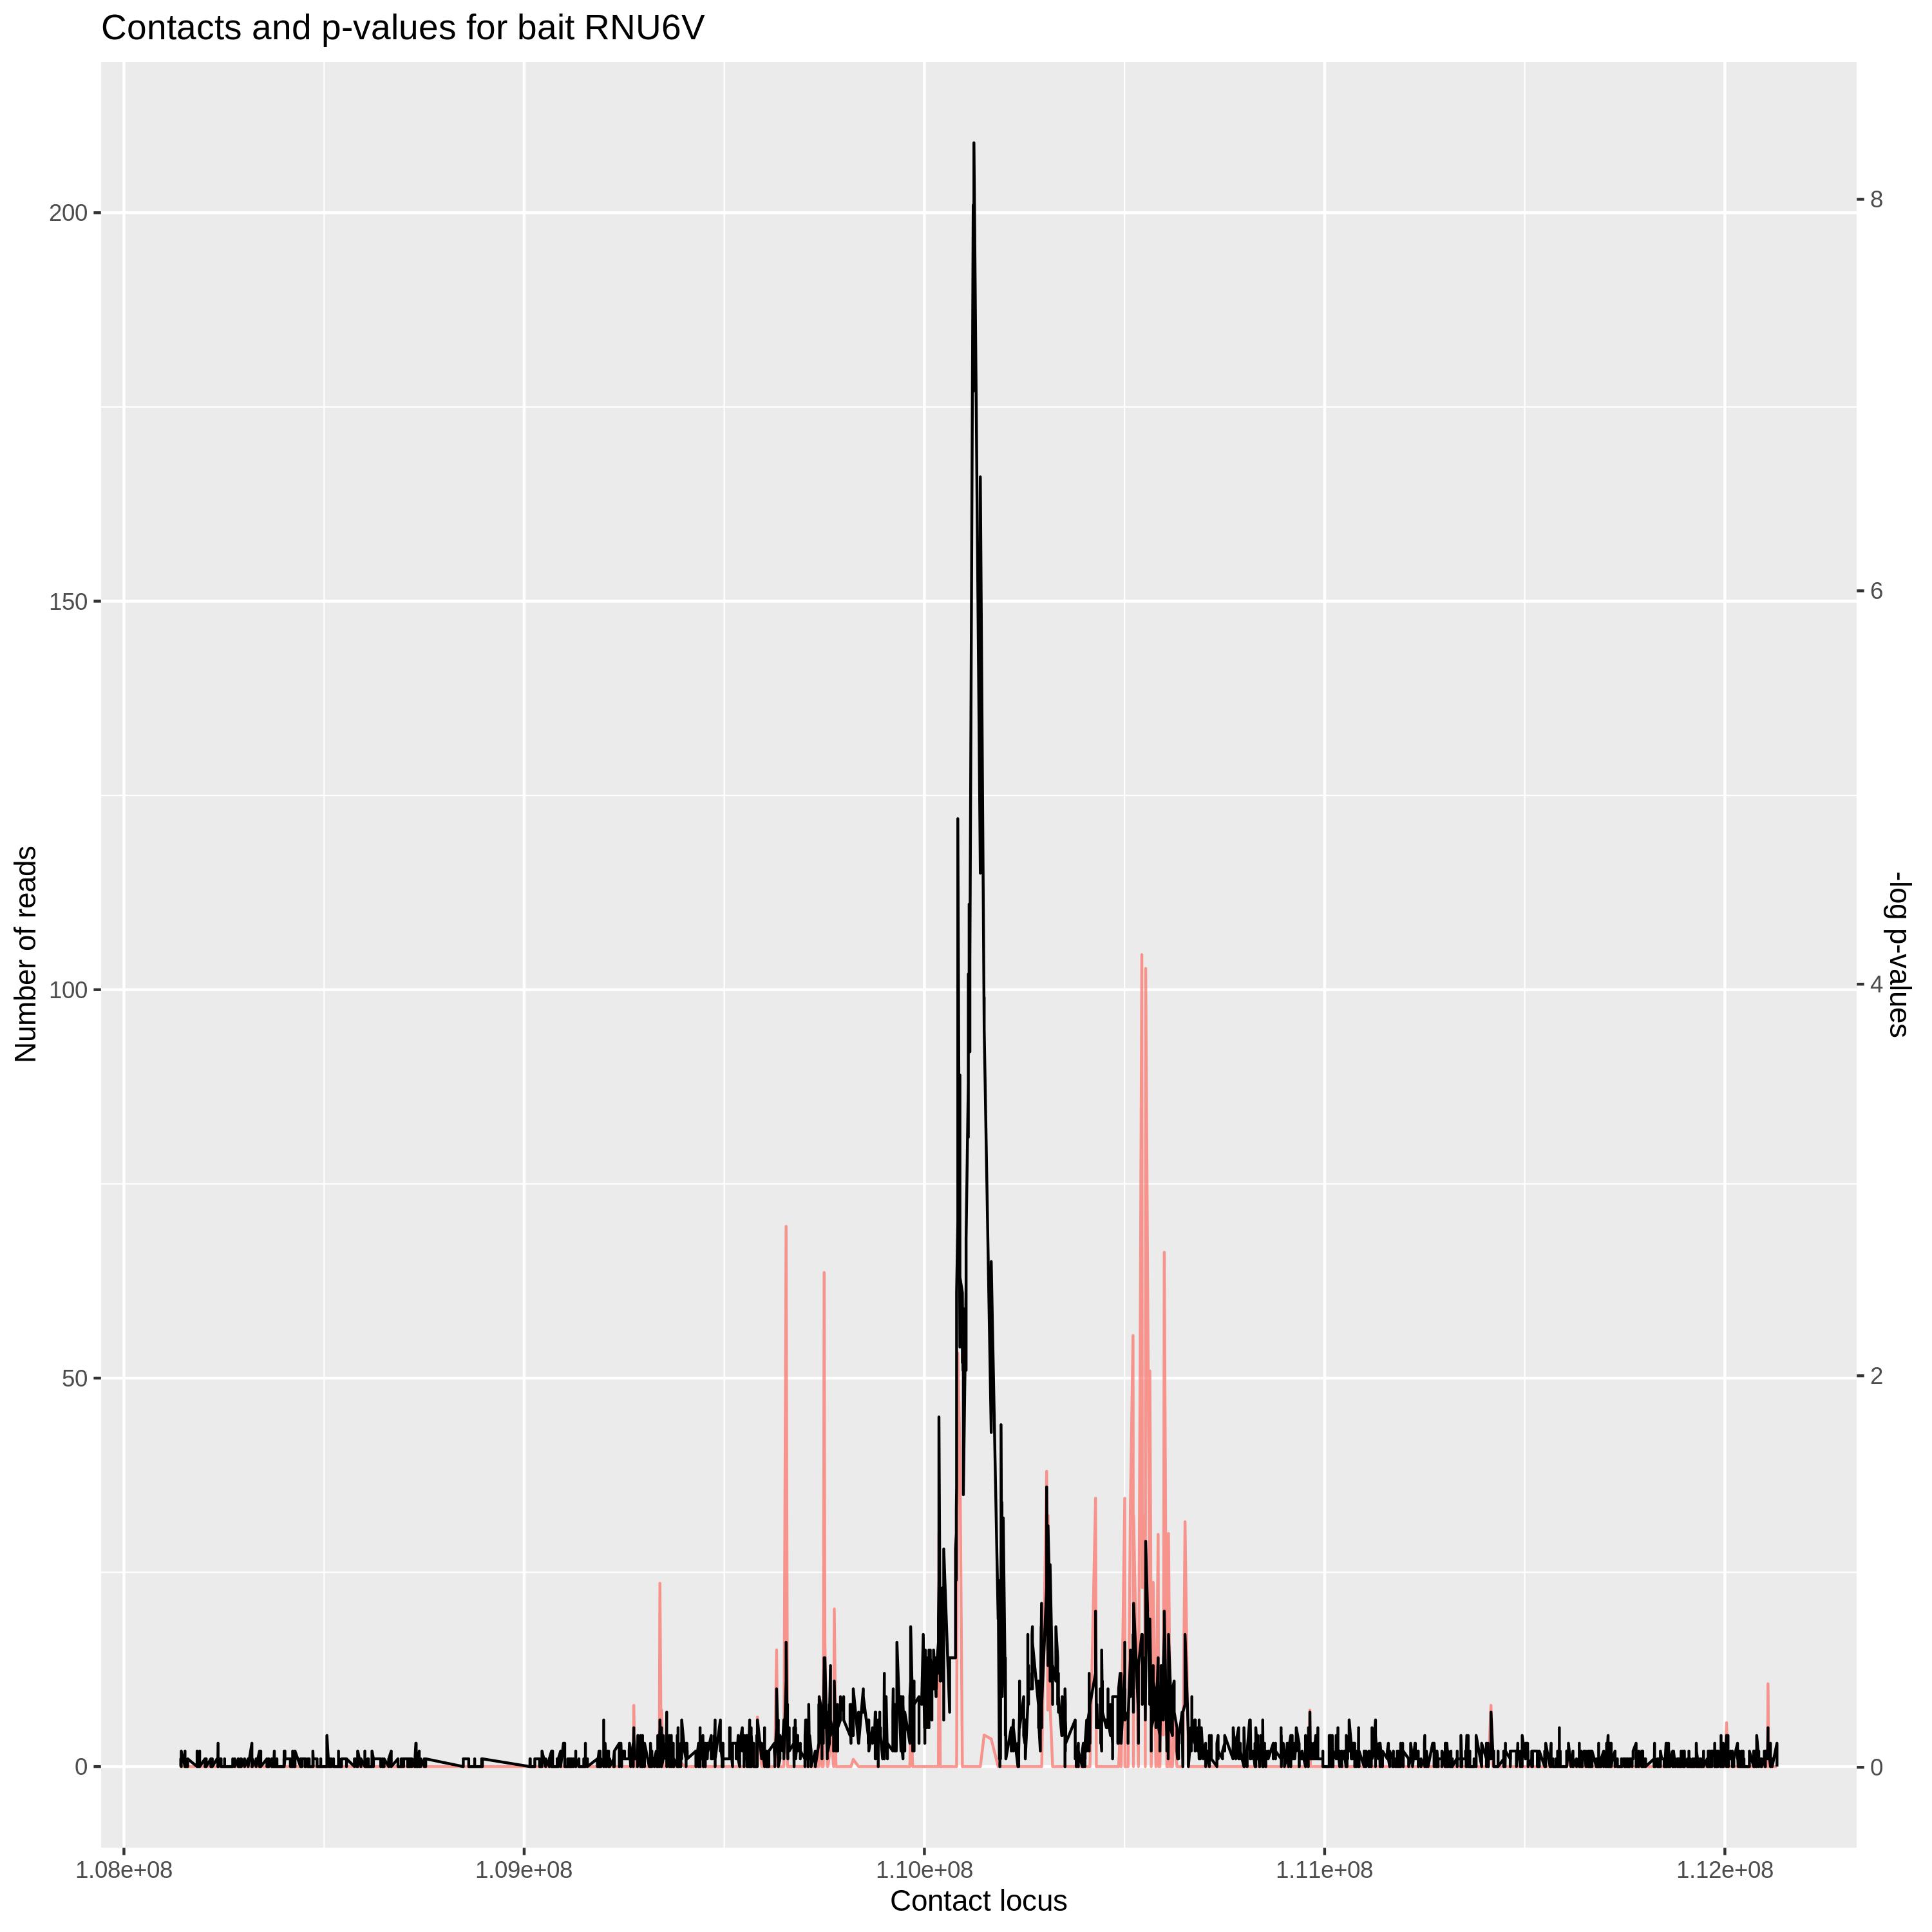 Contacts and p-values for bait RNU6V
200
150
100
50
0
Number of reads
8
6
4
2
0
-log p-values
1.08e+08
1.09e+08
1.10e+08
1.11e+08
1.12e+08
Contact locus